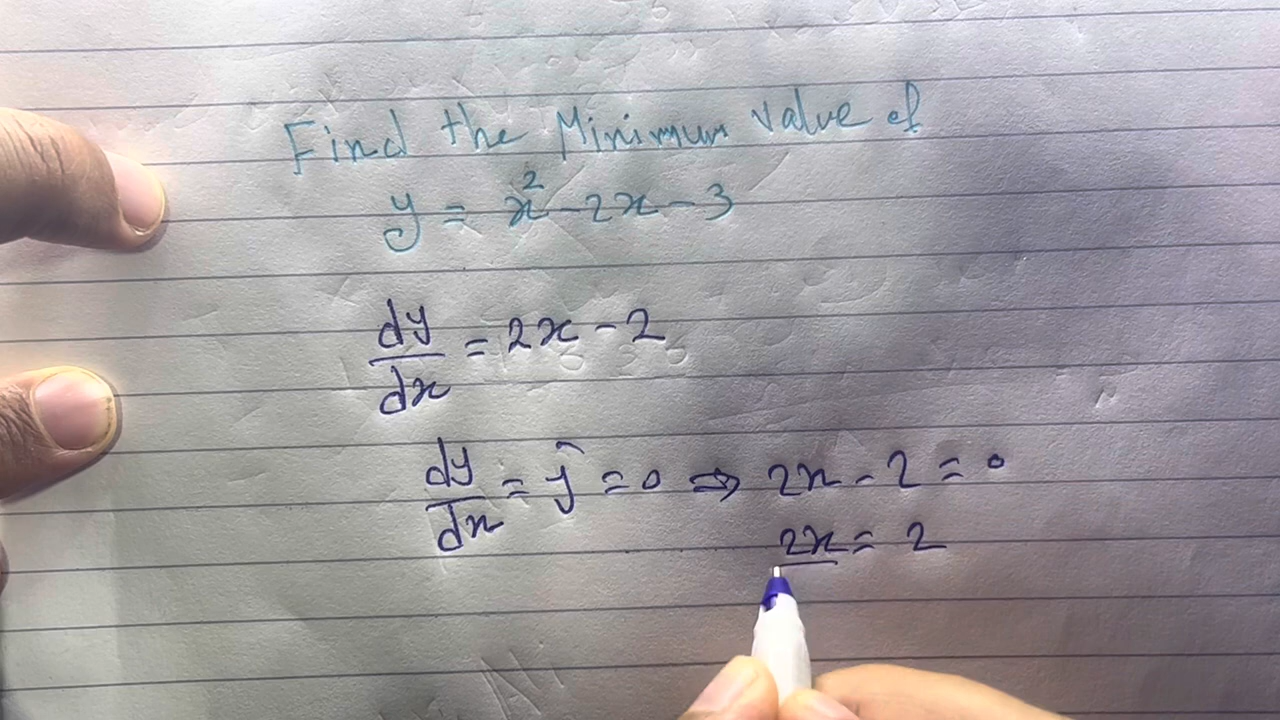 Find the Minimum value of
y = x² - 2x - 3
dy/dx = 2x - 2
dy/dx = y' = 0 ⇒ 2x - 2 = 0
2x = 2